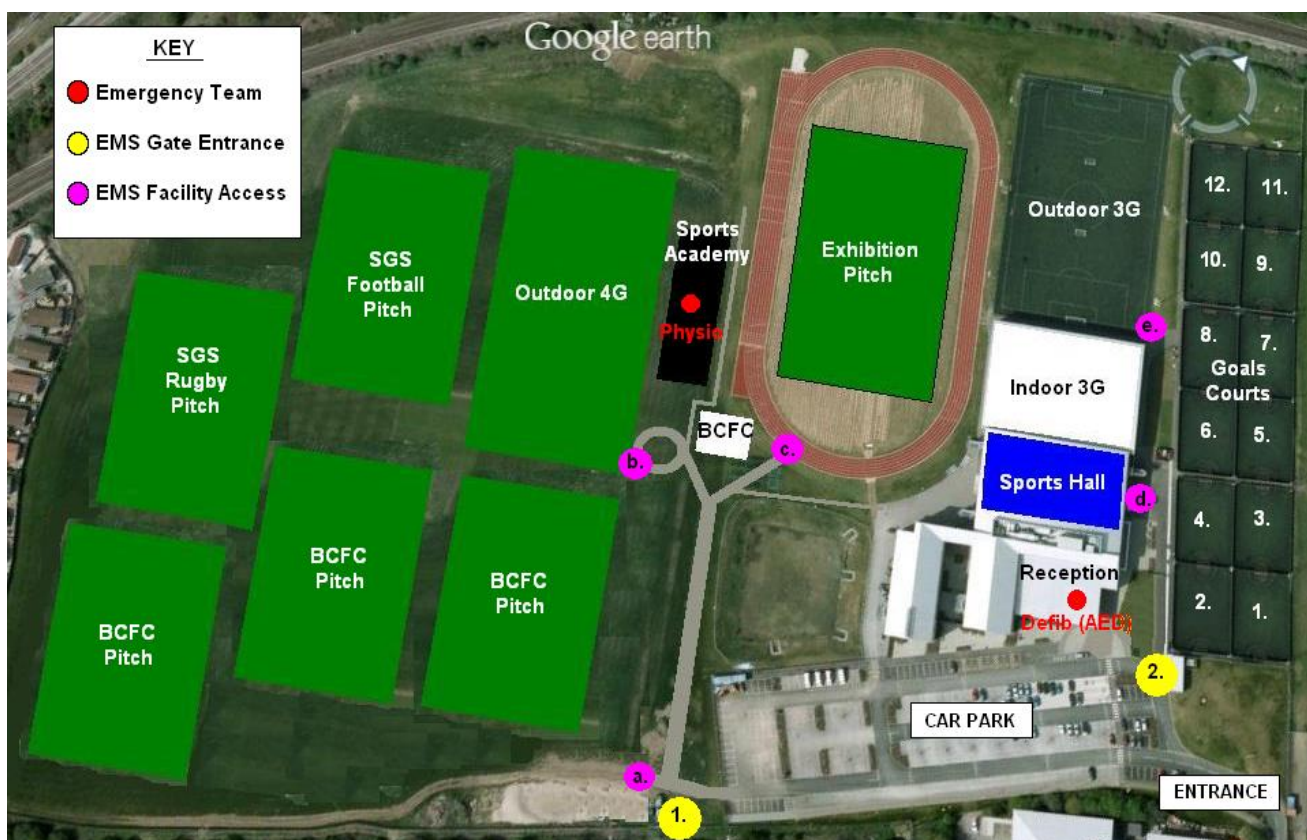 Google earth
KEY
Emergency Team
EMS Gate Entrance
EMS Facility Access
SGS
Football
Pitch
Outdoor 4G
Sports
Academy
Physio
Exhibition
Pitch
Outdoor 3G
12.
11.
10.
9.
8.
7.
Goals
Courts
6.
5.
4.
3.
2.
1.
SGS
Rugby
Pitch
e.
Indoor 3G
BCFC
b.
c.
Sports Hall
d.
BCFC
Pitch
BCFC
Pitch
BCFC
Pitch
Reception
Defib (AED)
2.
CAR PARK
a.
1.
ENTRANCE